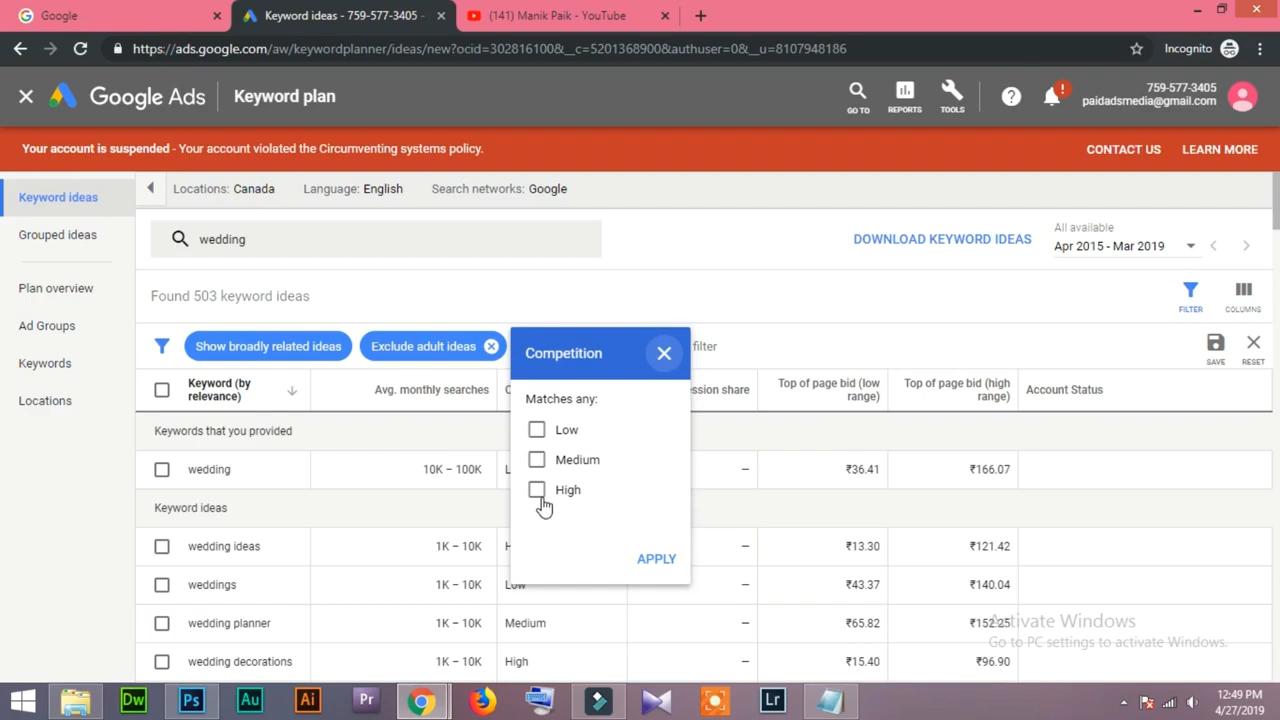 Google
Keyword ideas - 759-577-3405 -
(141) Manik Paik - YouTube
https://ads.google.com/aw/keywordplanner/ideas/new?ocid=302816100&__c=5201368900&authuser=0&__u=8107948186
Incognito
Google Ads
Keyword plan
GO TO
REPORTS
TOOLS
759-577-3405
paidadsmedia@gmail.com
Your account is suspended - Your account violated the Circumventing systems policy.
CONTACT US
LEARN MORE
Keyword ideas
Grouped ideas
Plan overview
Ad Groups
Keywords
Locations
Locations: Canada
Language: English
Search networks: Google
wedding
DOWNLOAD KEYWORD IDEAS
All available
Apr 2015 - Mar 2019
Found 503 keyword ideas
FILTER
COLUMNS
Show broadly related ideas
Exclude adult ideas
filter
SAVE
RESET
Competition
Matches any:
Low
Medium
High
APPLY
Keyword (by relevance)
Avg. monthly searches
ssion share
Top of page bid (low range)
Top of page bid (high range)
Account Status
Keywords that you provided
wedding 10K – 100K L – ₹36.41 ₹166.07
Keyword ideas
wedding ideas 1K – 10K H – ₹13.30 ₹121.42
weddings 1K – 10K Low – ₹43.37 ₹140.04
wedding planner 1K – 10K Medium – ₹65.82 ₹152.25
wedding decorations 1K – 10K High – ₹15.40 ₹96.90
Activate Windows
Go to PC settings to activate Windows.
Dw
Ps
Au
Ai
Pr
Lr
12:49 PM
4/27/2019